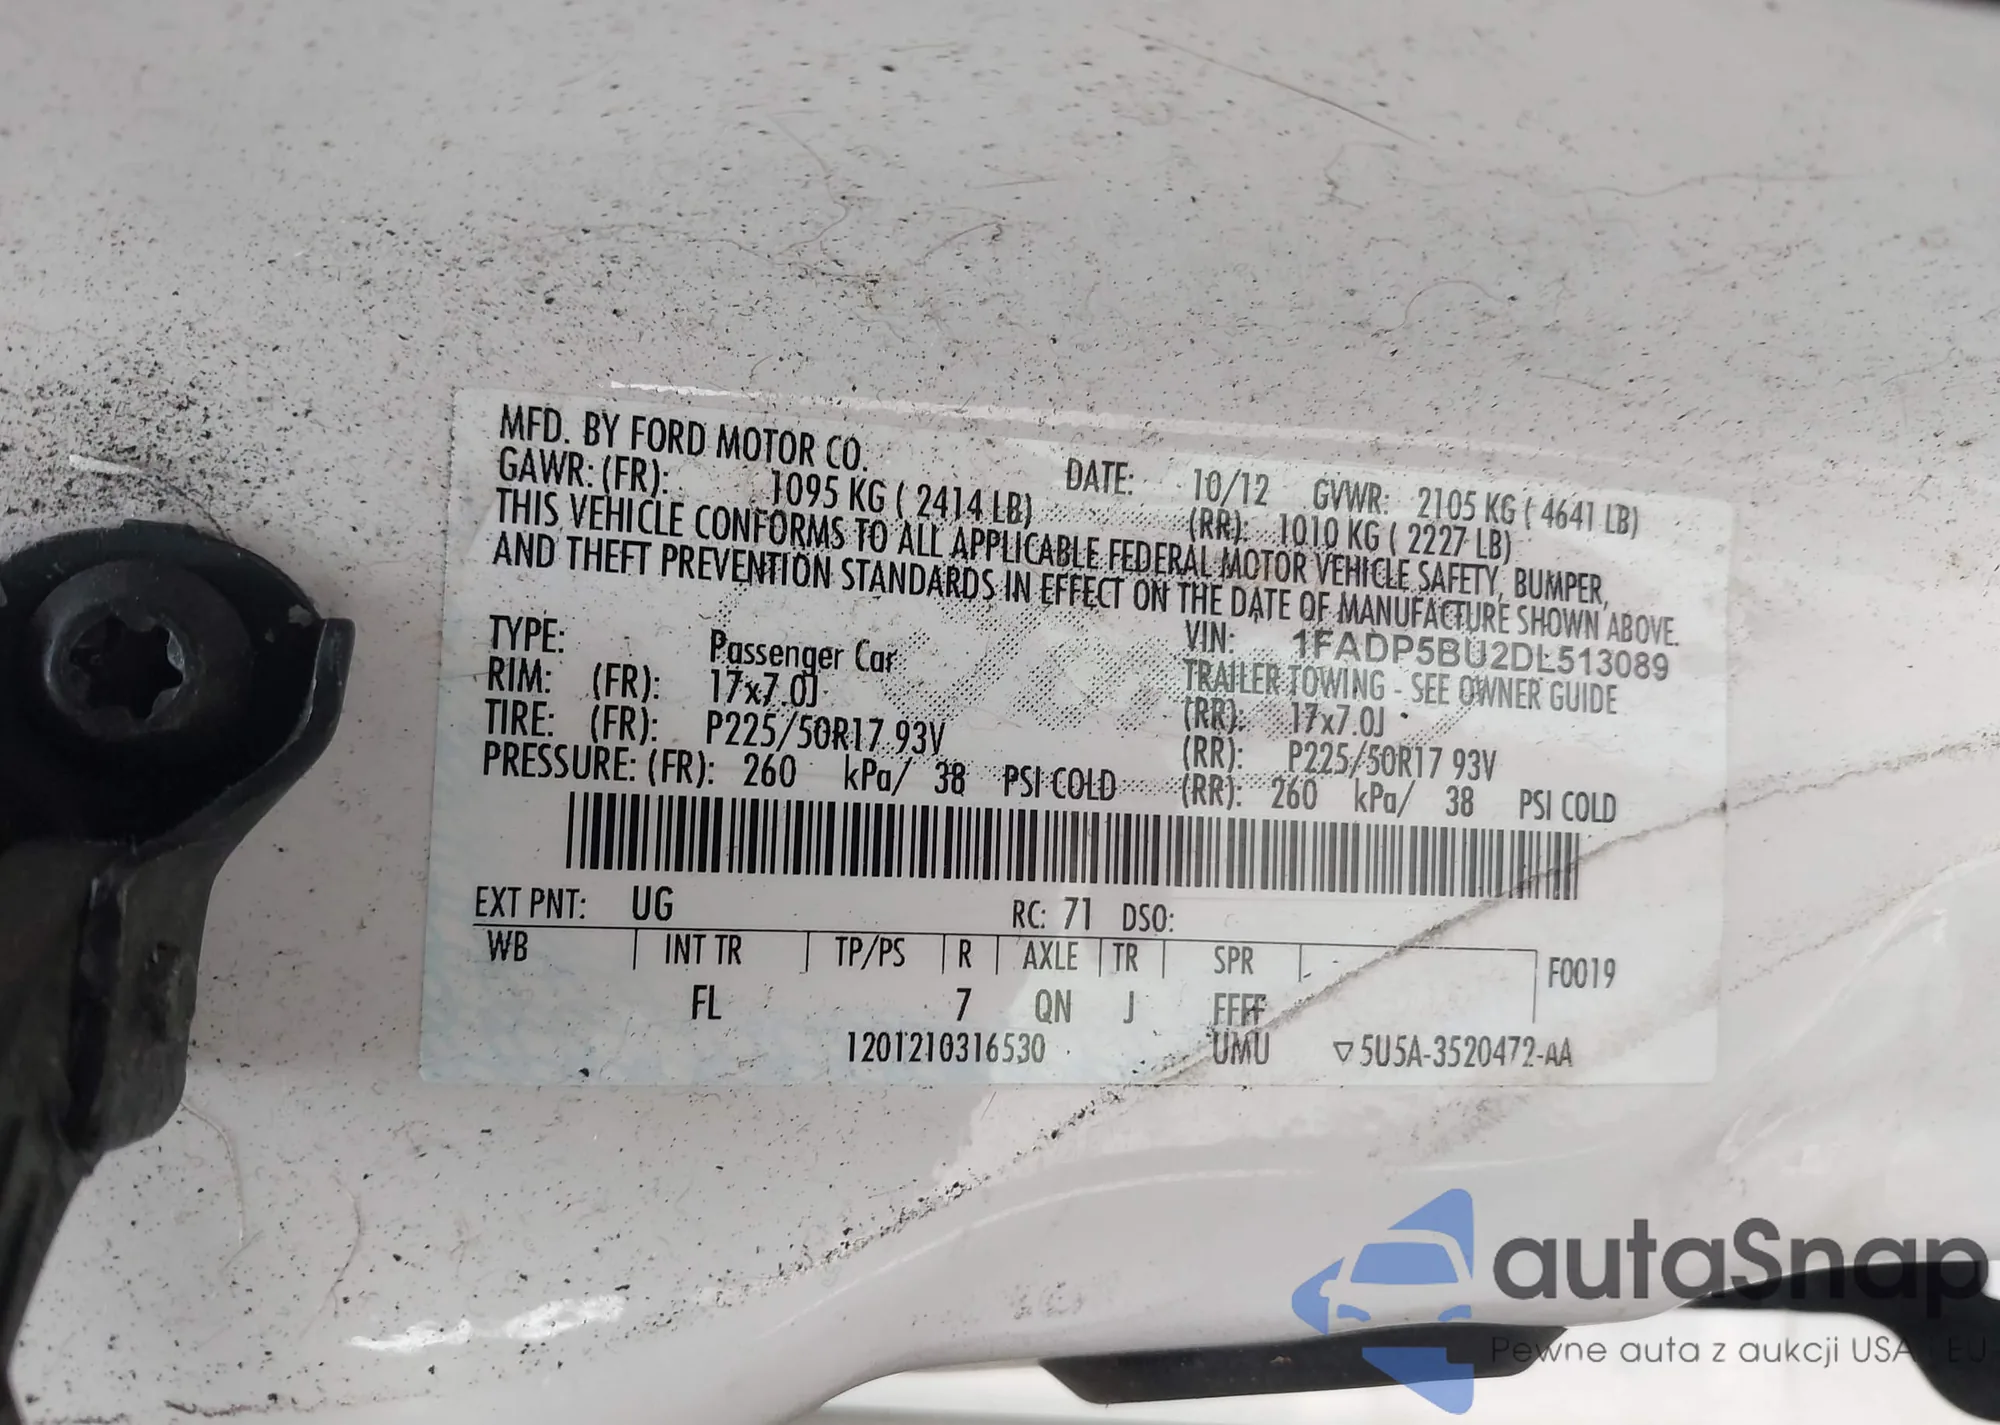 MFD. BY FORD MOTOR CO.
DATE: 10/12 GVWR: 2105 KG ( 4641 LB)
GAWR: (FR): 1095 KG ( 2414 LB) (RR): 1010 KG ( 2227 LB)
THIS VEHICLE CONFORMS TO ALL APPLICABLE FEDERAL MOTOR VEHICLE SAFETY, BUMPER,
AND THEFT PREVENTION STANDARDS IN EFFECT ON THE DATE OF MANUFACTURE SHOWN ABOVE.
VIN: 1FADP5BU2DL513089
TYPE: Passenger Car TRAILER TOWING - SEE OWNER GUIDE
RIM: (FR): 17x7.0J (RR): 17x7.0J
TIRE: (FR): P225/50R17 93V (RR): P225/50R17 93V
PRESSURE: (FR): 260 kPa/ 38 PSI COLD (RR): 260 kPa/ 38 PSI COLD
EXT PNT: UG RC: 71 DSO:
WB INT TR TP/PS R AXLE TR SPR F0019
FL 7 QN J FFFF
1201210316530 UMU ▽5U5A-3520472-AA
autaSnap
Pewne auta z aukcji USA i EU